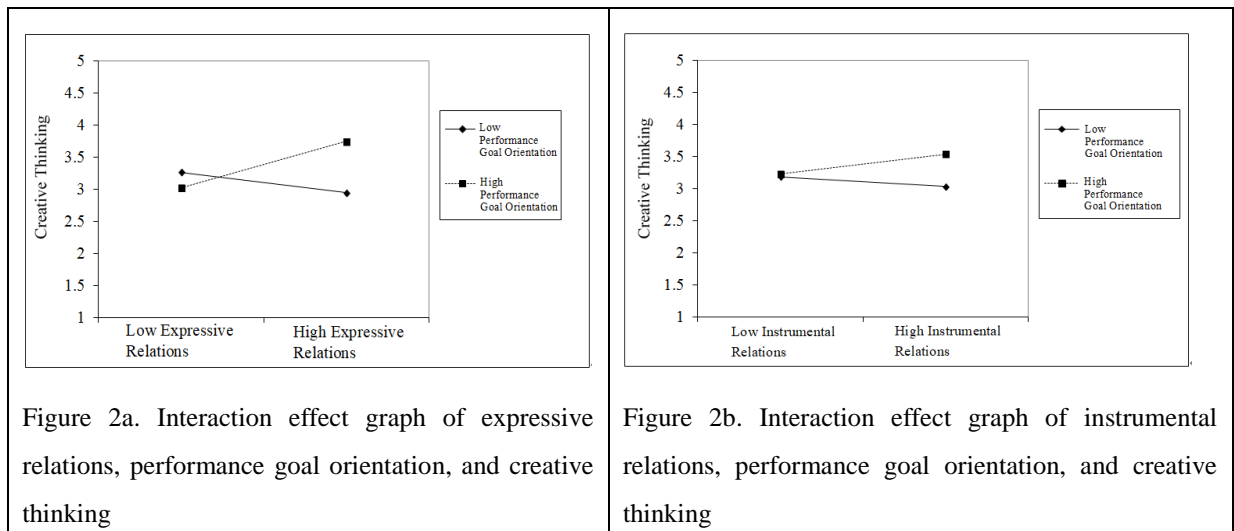 5
4.5
4
3.5
3
2.5
2
1.5
1
Creative Thinking
Low Expressive
Relations
High Expressive
Relations
Low
Performance
Goal Orientation
High
Performance
Goal Orientation
Figure 2a. Interaction effect graph of expressive
relations, performance goal orientation, and creative
thinking
5
4.5
4
3.5
3
2.5
2
1.5
1
Creative Thinking
Low Instrumental
Relations
High Instrumental
Relations
Low
Performance
Goal Orientation
High
Performance
Goal Orientation
Figure 2b. Interaction effect graph of instrumental
relations, performance goal orientation, and creative
thinking